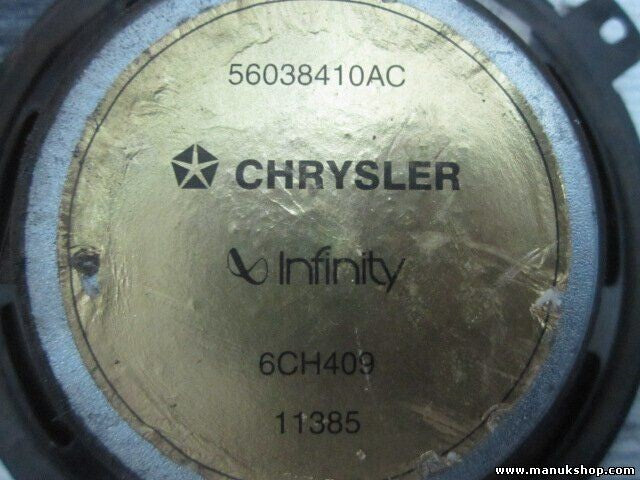 56038410AC
CHRYSLER
Infinity
6CH409
11385
www.manukshop.com